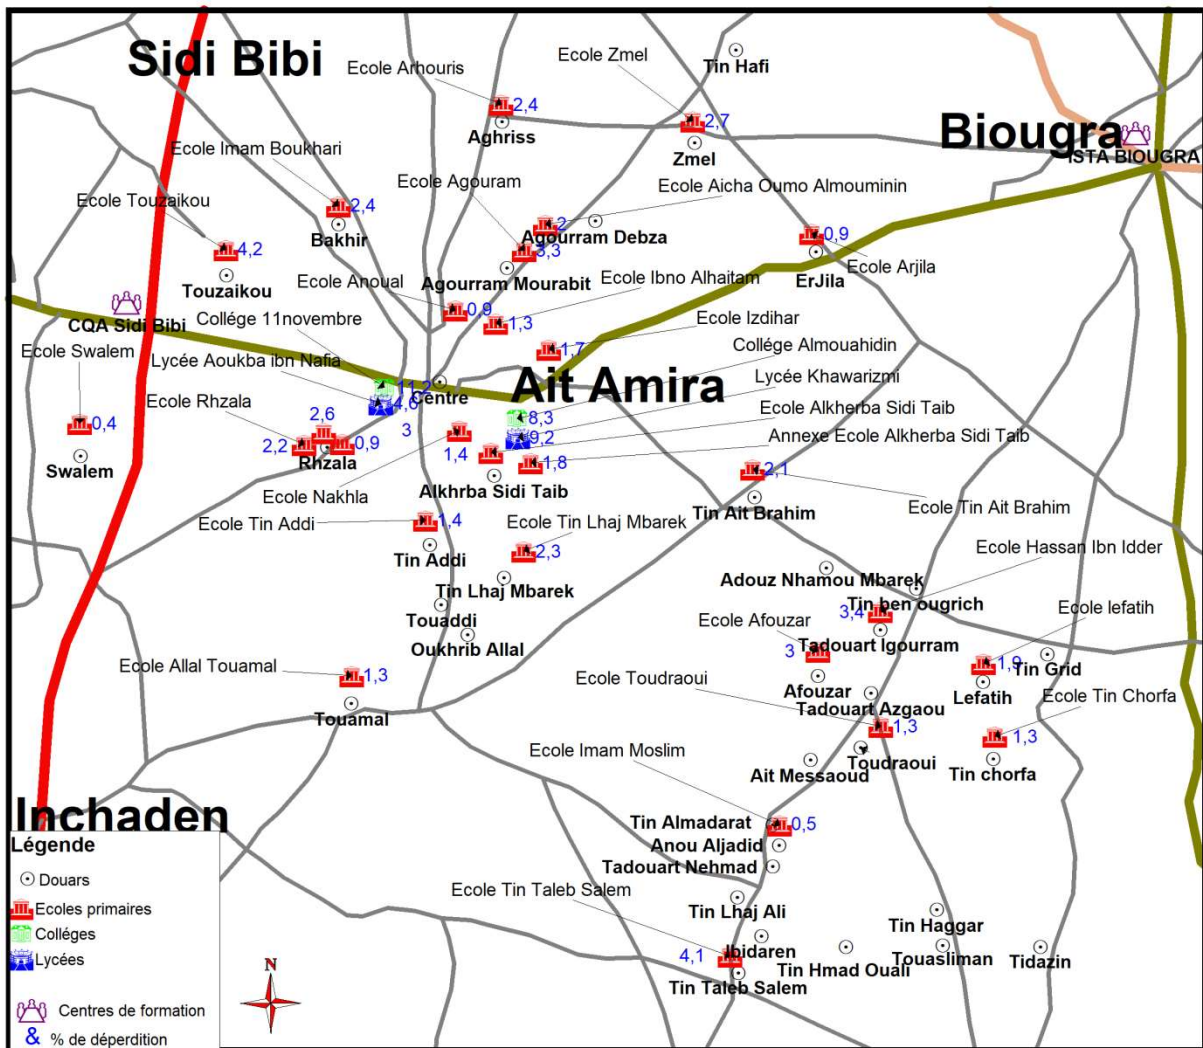 Sidi Bibi
Ecole Zmel
Tin Hafi
Ecole Arhouris
2,4
Aghriss
2,7
Zmel
Biougra
ISTA BIOUGRA
Ecole Imam Boukhari
Ecole Agouram
Ecole Aicha Oumo Almouminin
Ecole Touzaikou
2,4
Bakhir
2
Agourram Debza
0,9
4,2
3,3
Ecole Arjila
Touzaikou
Ecole Anoual
Agourram Mourabit
Ecole Ibno Alhaitam
ErJila
CQA Sidi Bibi
Collége 11novembre
0,9
1,3
Ecole Izdihar
Ecole Swalem
Lycée Aoukba ibn Nafia
1,7
Collége Almouahidin
11,2
Centre
Ait Amira
Lycée Khawarizmi
Ecole Rhzala
4,6
Ecole Alkherba Sidi Taib
0,4
2,6
3
8,3
Annexe Ecole Alkherba Sidi Taib
2,2
0,9
9,2
Rhzala
1,4
1,8
Swalem
2,1
Alkhrba Sidi Taib
Ecole Nakhla
Tin Ait Brahim
Ecole Tin Ait Brahim
Ecole Tin Addi
1,4
Ecole Tin Lhaj Mbarek
Tin Addi
2,3
Ecole Hassan Ibn Idder
Tin Lhaj Mbarek
Adouz Nhamou Mbarek
Tin ben ougrich
Touaddi
3,4
Ecole lefatih
Oukhrib Allal
Ecole Afouzar
Tadouart Igourram
3
1,9
Tin Grid
Ecole Allal Touamal
1,3
Ecole Toudraoui
Afouzar
Lefatih
Touamal
Tadouart Azgaou
Ecole Tin Chorfa
1,3
1,3
Ecole Imam Moslim
Toudraoui
Ait Messaoud
Tin chorfa
Inchaden
Tin Almadarat
0,5
Anou Aljadid
Tadouart Nehmad
Ecole Tin Taleb Salem
Tin Lhaj Ali
Tin Haggar
Ibidaren
Touasliman
4,1
Tin Hmad Ouali
Tidazin
Tin Taleb Salem
Légende
Douars
Ecoles primaires
Colléges
Lycées
Centres de formation
& % de déperdition
N